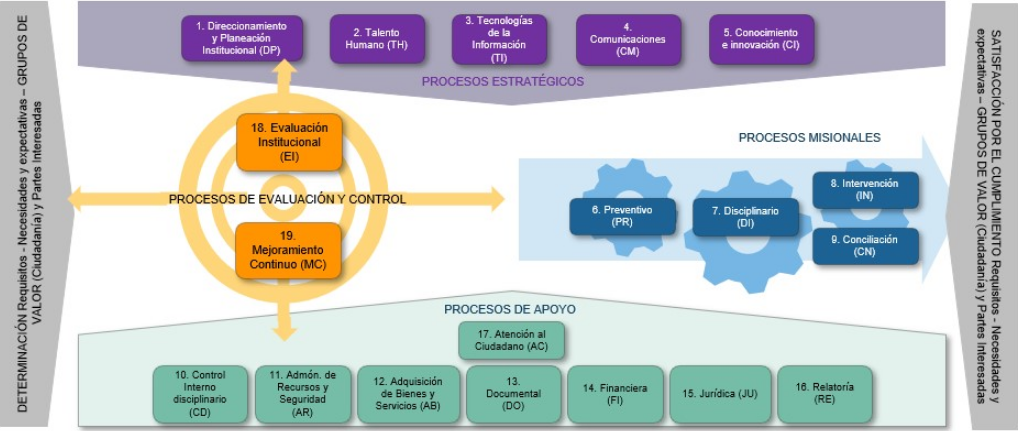 DETERMINACIÓN Requisitos - Necesidades y expectativas – GRUPOS DE
VALOR (Ciudadanía) y Partes Interesadas
1. Direccionamiento
y Planeación
Institucional (DP)
2. Talento
Humano (TH)
3. Tecnologías
de la
Información
(TI)
4.
Comunicaciones
(CM)
5. Conocimiento
e innovación (CI)
PROCESOS ESTRATÉGICOS
18. Evaluación
Institucional
(EI)
PROCESOS DE EVALUACIÓN Y CONTROL
19.
Mejoramiento
Continuo (MC)
PROCESOS MISIONALES
6. Preventivo
(PR)
7. Disciplinario
(DI)
8. Intervención
(IN)
9. Conciliación
(CN)
PROCESOS DE APOYO
17. Atención al
Ciudadano (AC)
10. Control
Interno
disciplinario
(CD)
11. Admón. de
Recursos y
Seguridad
(AR)
12. Adquisición
de Bienes y
Servicios (AB)
13.
Documental
(DO)
14. Financiera
(FI)
15. Jurídica (JU)
16. Relatoría
(RE)
SATISFACCIÓN POR EL CUMPLIMIENTO Requisitos - Necesidades y
expectativas – GRUPOS DE VALOR (Ciudadanía) y Partes Interesadas